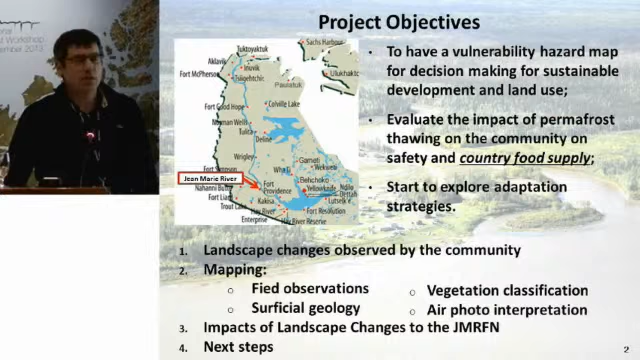 Project Objectives
• To have a vulnerability hazard map
for decision making for sustainable
development and land use;
• Evaluate the impact of permafrost
thawing on the community on
safety and country food supply;
• Start to explore adaptation
strategies.
Sachs Harbour
Tuktoyaktuk
Aklavik
Inuvik
Fort McPherson
Tsiigehtchic
Paulatuk
Ulukhaktok
Fort Good Hope
Colville Lake
Norman Wells
Tulita
Deline
Wrigley
Gameti
Wekweeti
Wha Ti
Behchoko
Fort Simpson
Jean Marie River
Fort
Providence
Yellowknife
Ndilo
Dettah
Nahanni Butte
Fort Liard
Kakisa
Lutsel k'e
Trout Lake
Hay River
Fort Resolution
Enterprise
Hay River Reserve
1. Landscape changes observed by the community
2. Mapping:
o Fied observations
o Vegetation classification
o Surficial geology
o Air photo interpretation
3. Impacts of Landscape Changes to the JMRFN
4. Next steps
2